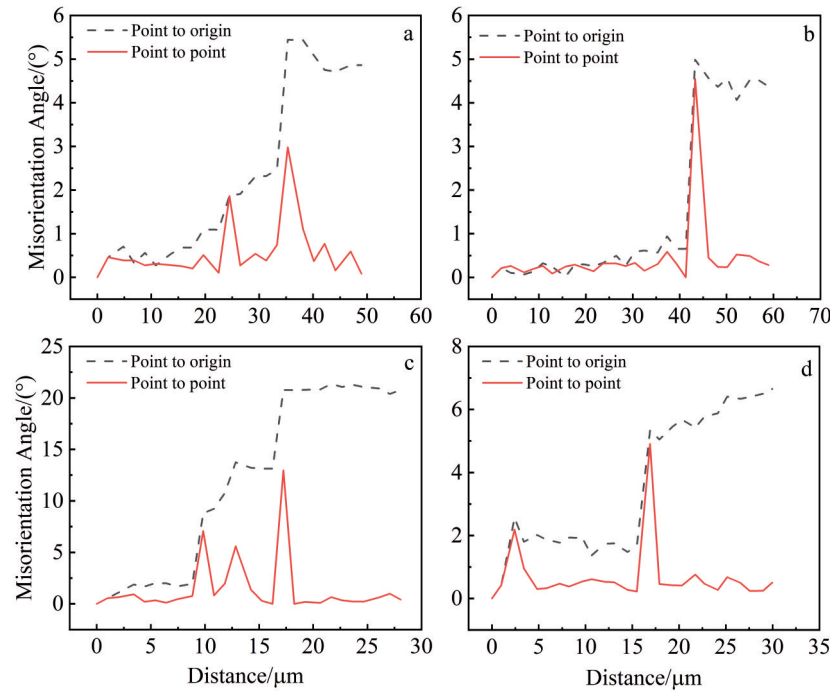 a
Point to origin
Point to point
Misorientation Angle/(°)
6
5
4
3
2
1
0
0 10 20 30 40 50 60
b
Point to origin
Point to point
6
5
4
3
2
1
0
0 10 20 30 40 50 60 70
c
Point to origin
Point to point
Misorientation Angle/(°)
25
20
15
10
5
0
0 5 10 15 20 25 30
Distance/μm
d
Point to origin
Point to point
8
6
4
2
0
0 5 10 15 20 25 30 35
Distance/μm